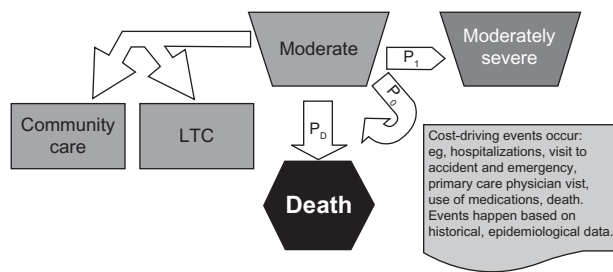 Moderate
Moderately
severe
P1
P0
PD
Community
care
LTC
Death
Cost-driving events occur:
eg, hospitalizations, visit to
accident and emergency,
primary care physician vist,
use of medications, death.
Events happen based on
historical, epidemiological data.